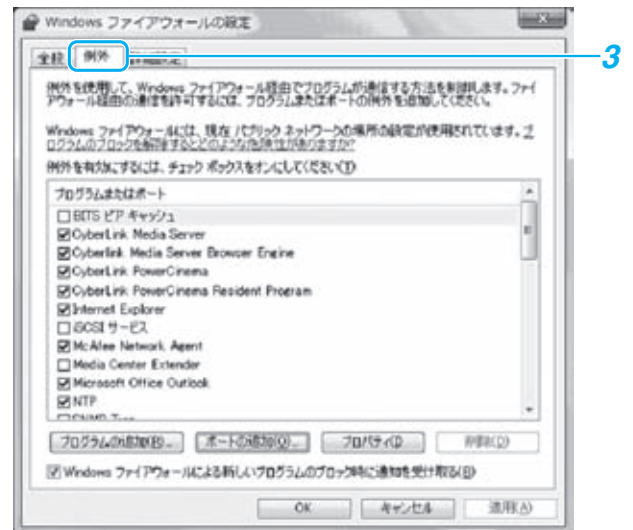 Windows ファイアウォールの設定
全般 例外 詳細設定
3
例外を使用して、Windows ファイアウォール経由でプログラムが通信する方法を制御します。ファイ
アウォール経由の通信を許可するには、プログラムまたはポートの例外を追加してください。
Windows ファイアウォールには、現在 パブリック ネットワークの場所の設定が使用されています。プ
ログラムのブロックを解除するとどのような危険性がありますか?
例外を有効にするには、チェック ボックスをオンにしてください(T)
プログラムまたはポート
BITS ピア キャッシュ
CyberLink Media Server
Cyberlink Media Server Browser Engine
CyberLink PowerCinema
CyberLink PowerCinema Resident Program
Internet Explorer
iSCSI サービス
McAfee Network Agent
Media Center Extender
Microsoft Office Outlook
NTP
SNMP Trap
プログラムの追加(R)... ポートの追加(O)... プロパティ(P) 削除(D)
Windows ファイアウォールによる新しいプログラムのブロック時に通知を受け取る(B)
OK キャンセル 適用(A)